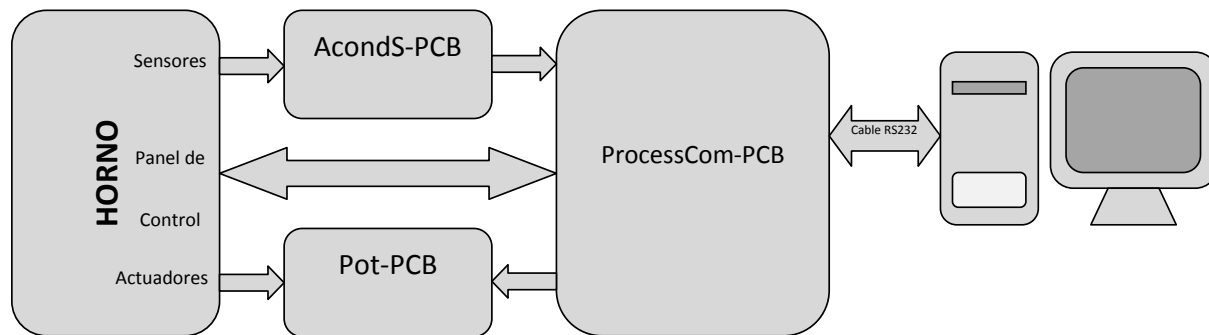 HORNO
Sensores
Panel de
Control
Actuadores
AcondS-PCB
Pot-PCB
ProcessCom-PCB
Cable RS232